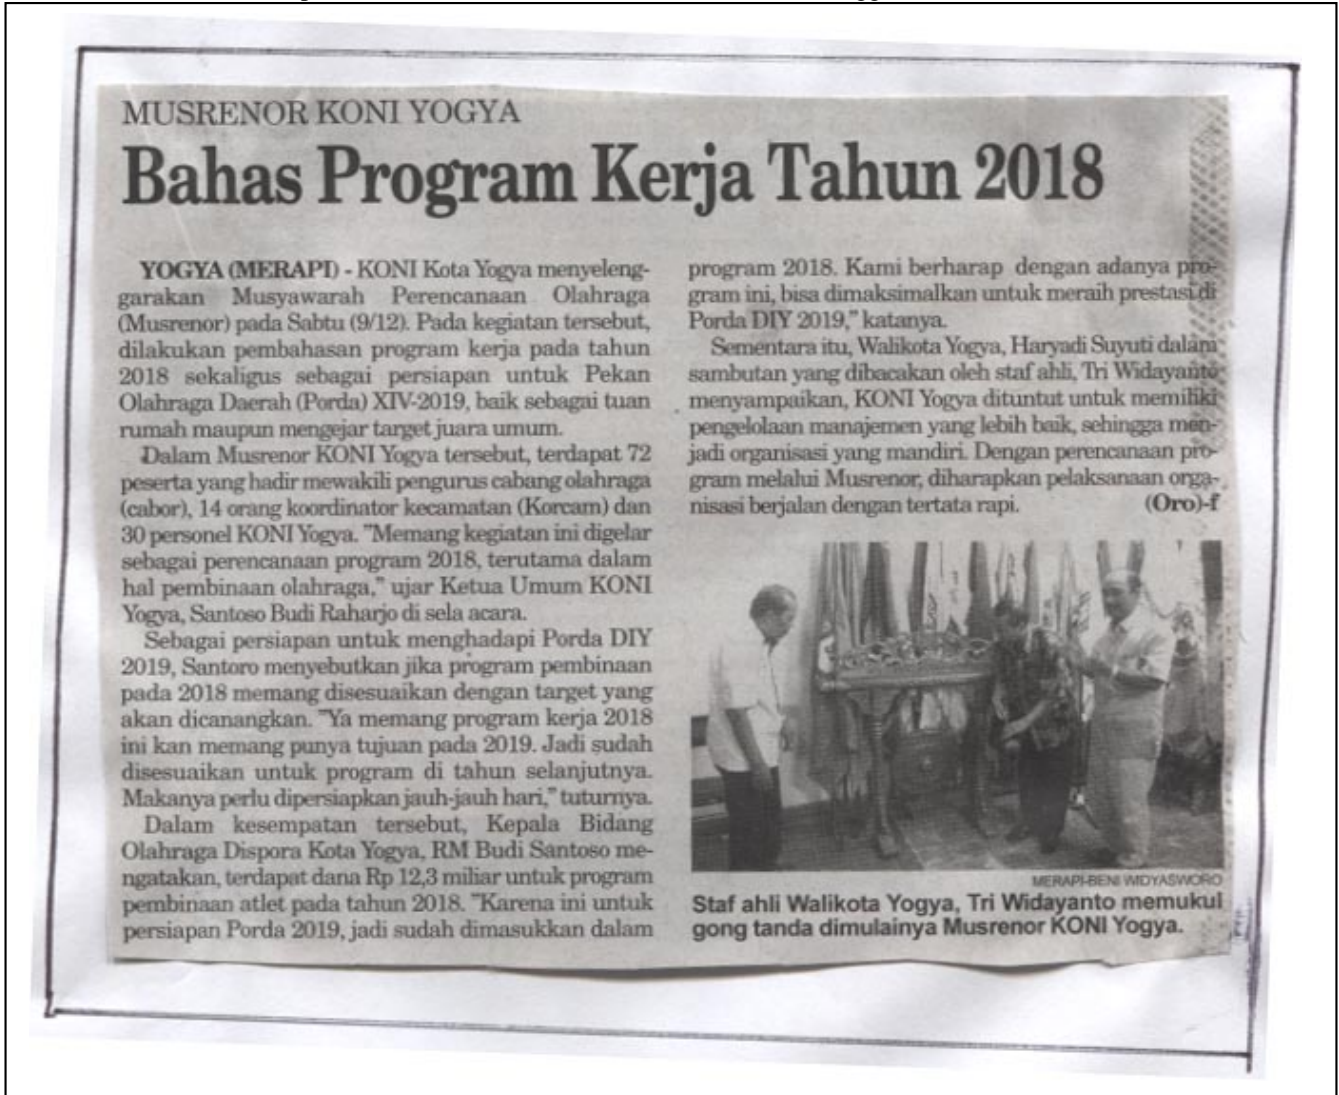 MUSRENOR KONI YOGYA
Bahas Program Kerja Tahun 2018
YOGYA (MERAPI) - KONI Kota Yogya menyeleng-
garakan Musyawarah Perencanaan Olahraga
(Musrenor) pada Sabtu (9/12). Pada kegiatan tersebut,
dilakukan pembahasan program kerja pada tahun
2018 sekaligus sebagai persiapan untuk Pekan
Olahraga Daerah (Porda) XIV-2019, baik sebagai tuan
rumah maupun mengejar target juara umum.
Dalam Musrenor KONI Yogya tersebut, terdapat 72
peserta yang hadir mewakili pengurus cabang olahraga
(cabor), 14 orang koordinator kecamatan (Korcam) dan
30 personel KONI Yogya. "Memang kegiatan ini digelar
sebagai perencanaan program 2018, terutama dalam
hal pembinaan olahraga," ujar Ketua Umum KONI
Yogya, Santoso Budi Raharjo di sela acara.
Sebagai persiapan untuk menghadapi Porda DIY
2019, Santoro menyebutkan jika program pembinaan
pada 2018 memang disesuaikan dengan target yang
akan dicanangkan. "Ya memang program kerja 2018
ini kan memang punya tujuan pada 2019. Jadi sudah
disesuaikan untuk program di tahun selanjutnya.
Makanya perlu dipersiapkan jauh-jauh hari," tuturnya.
Dalam kesempatan tersebut, Kepala Bidang
Olahraga Dispora Kota Yogya, RM Budi Santoso me-
ngatakan, terdapat dana Rp 12,3 miliar untuk program
pembinaan atlet pada tahun 2018. "Karena ini untuk
persiapan Porda 2019, jadi sudah dimasukkan dalam
program 2018. Kami berharap dengan adanya pro-
gram ini, bisa dimaksimalkan untuk meraih prestasi di
Porda DIY 2019," katanya.
Sementara itu, Walikota Yogya, Haryadi Suyuti dalam
sambutan yang dibacakan oleh staf ahli, Tri Widayanto
menyampaikan, KONI Yogya dituntut untuk memiliki
pengelolaan manajemen yang lebih baik, sehingga men-
jadi organisasi yang mandiri. Dengan perencanaan pro-
gram melalui Musrenor, diharapkan pelaksanaan orga-
nisasi berjalan dengan tertata rapi. (Oro)-f
MERAPI-BENI WIDYASWORO
Staf ahli Walikota Yogya, Tri Widayanto memukul
gong tanda dimulainya Musrenor KONI Yogya.